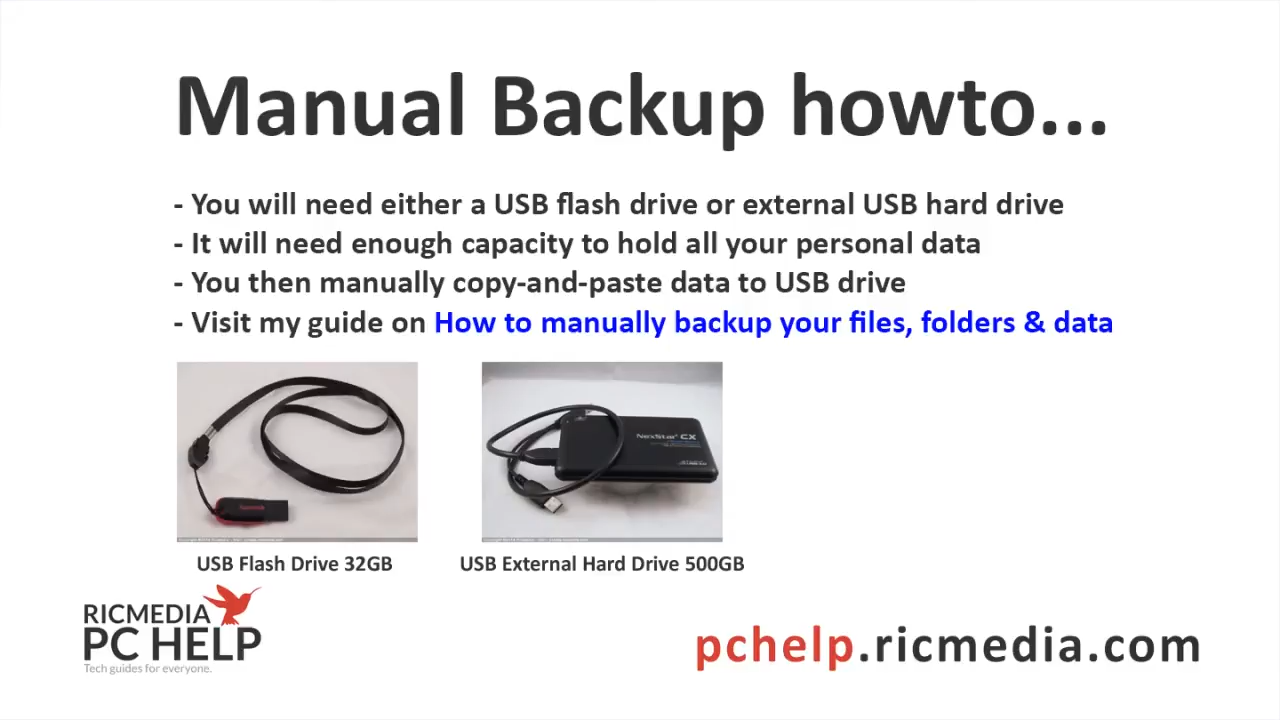 Manual Backup howto...
- You will need either a USB flash drive or external USB hard drive
- It will need enough capacity to hold all your personal data
- You then manually copy-and-paste data to USB drive
- Visit my guide on How to manually backup your files, folders & data
NexStar CX
USB Flash Drive 32GB
USB External Hard Drive 500GB
RICMEDIA
PC HELP
Tech guides for everyone.
pchelp.ricmedia.com